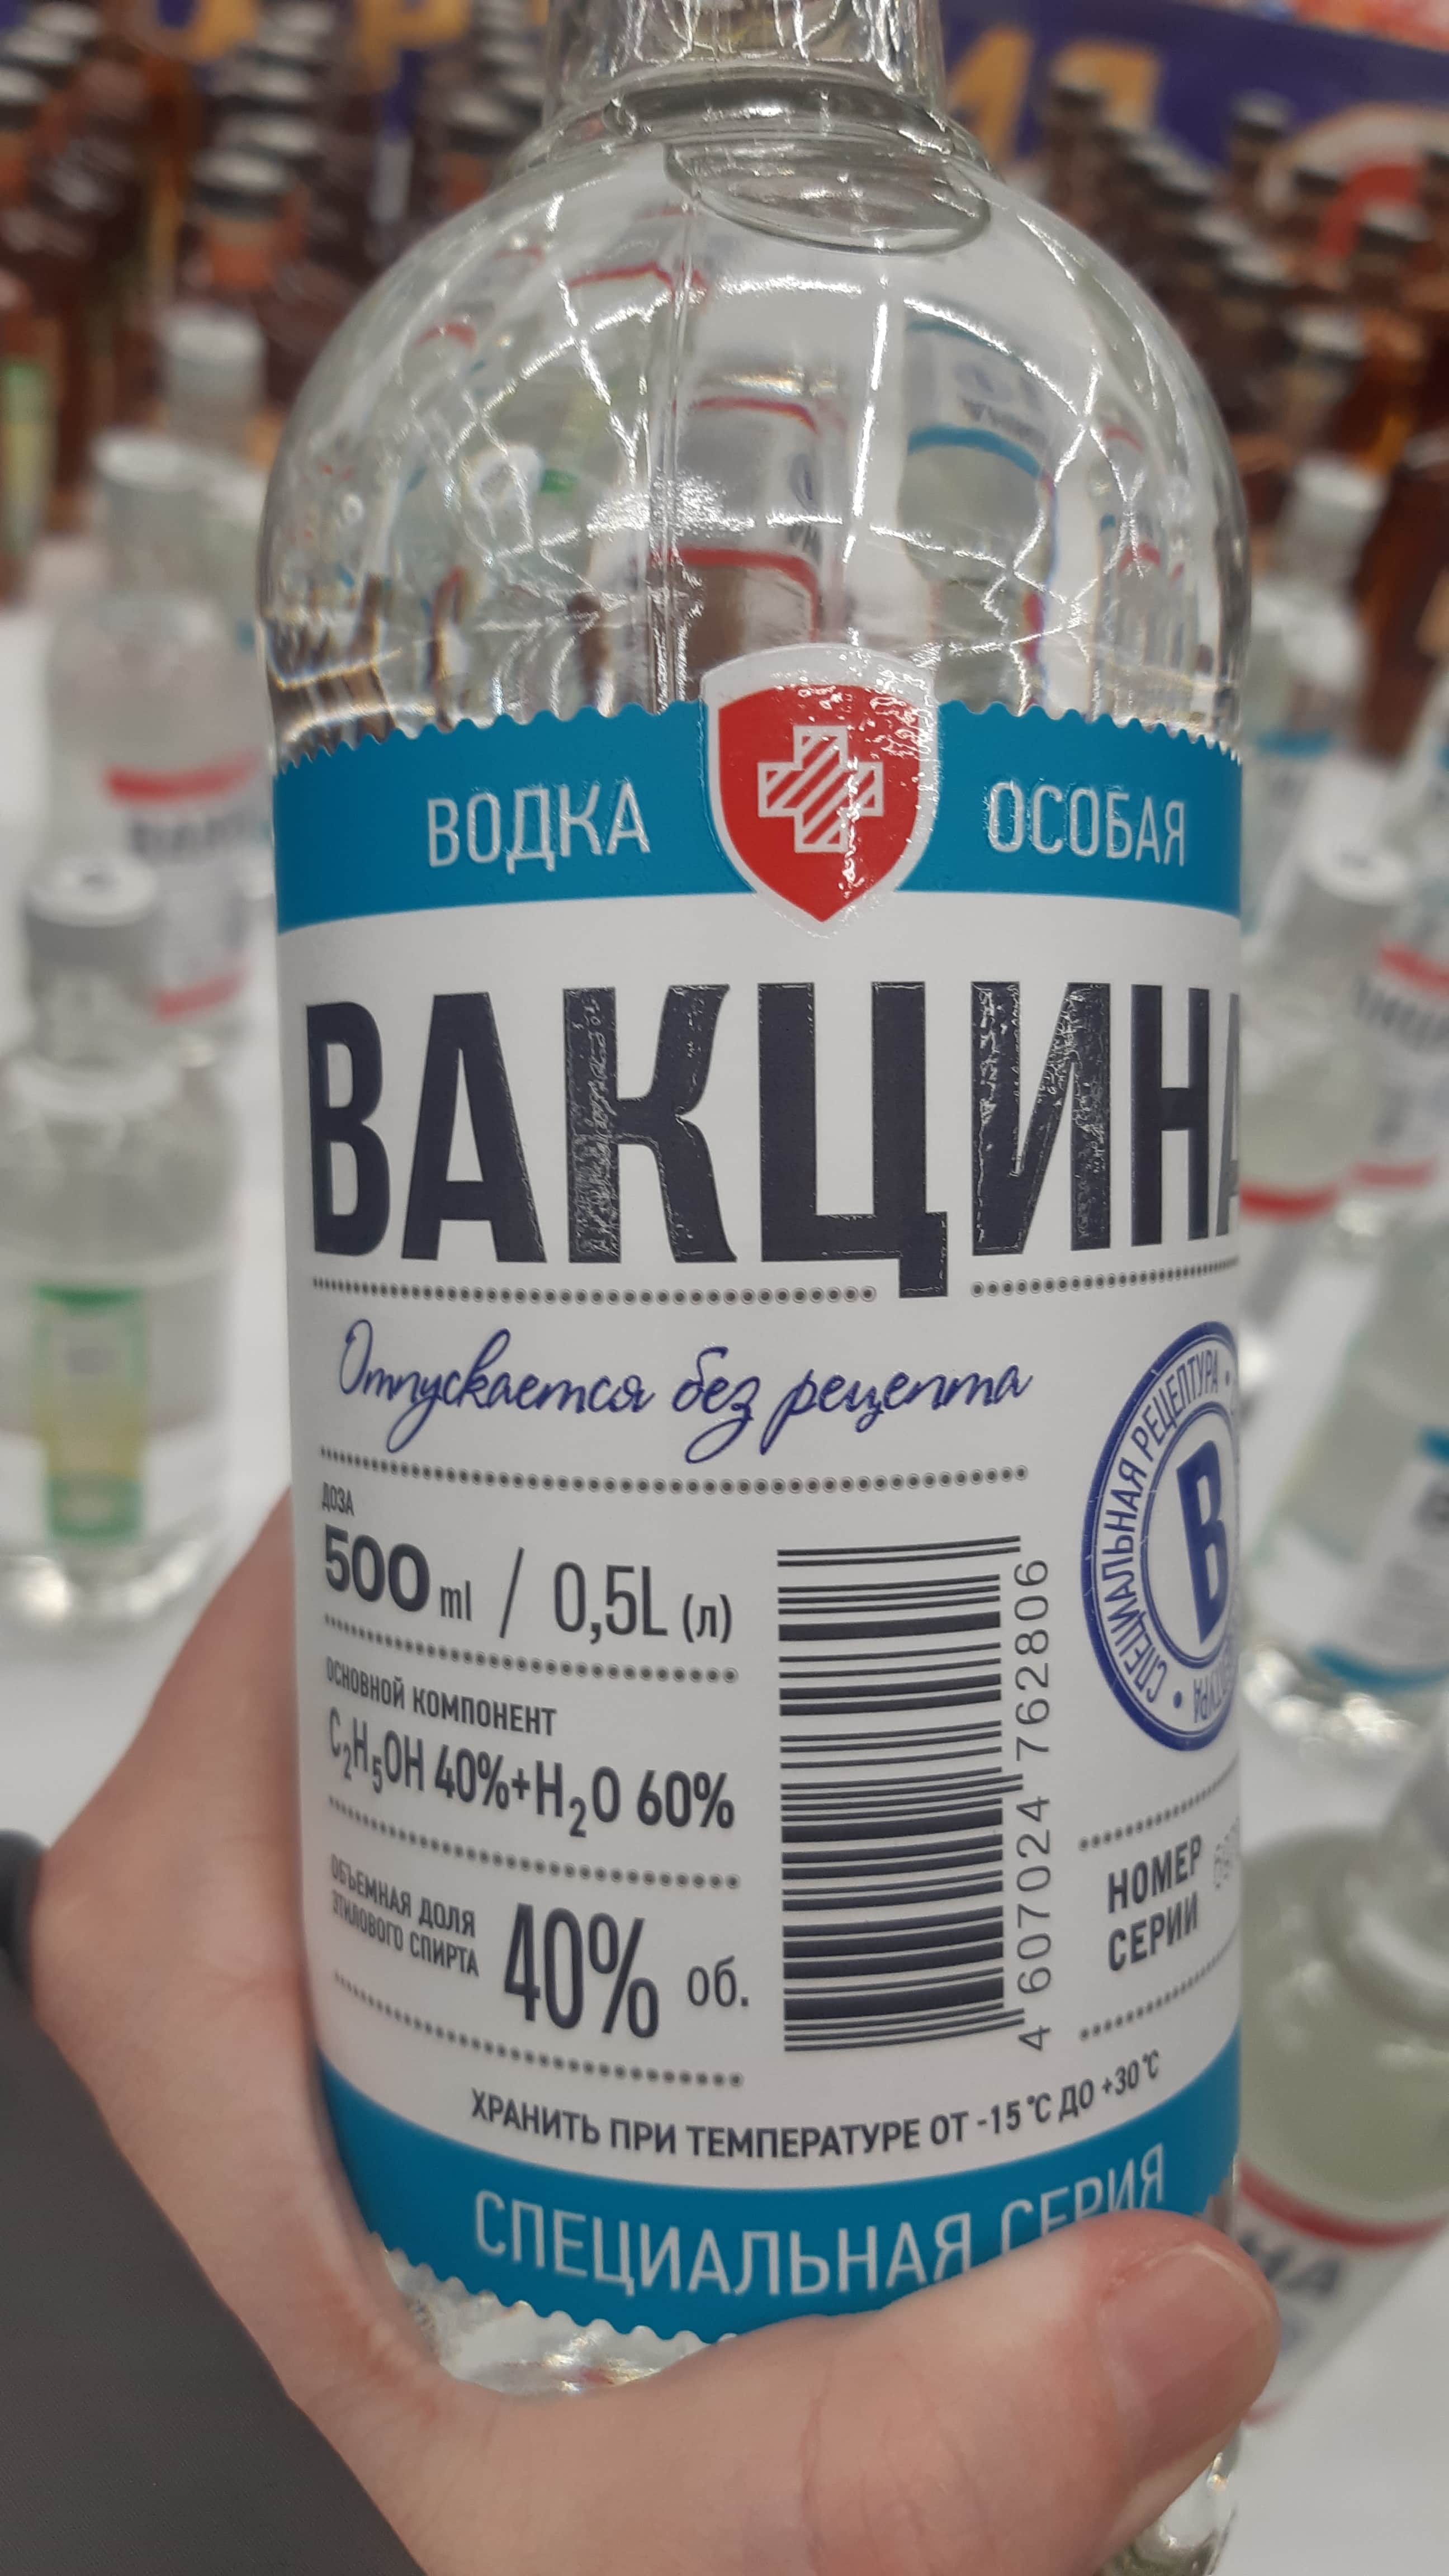 ВОДКА ОСОБАЯ
ВАКЦИНА
Отпускается без рецепта
ДОЗА
500 ml / 0,5L (л)
ОСНОВНОЙ КОМПОНЕНТ
C₂H₅OH 40%+H₂O 60%
ОБЪЕМНАЯ ДОЛЯ
ЭТИЛОВОГО СПИРТА
40% об.
4 607024 762806
СПЕЦИАЛЬНАЯ РЕЦЕПТУРА •
В
НОМЕР
СЕРИИ
ХРАНИТЬ ПРИ ТЕМПЕРАТУРЕ ОТ -15 °C ДО +30 °C
СПЕЦИАЛЬНАЯ СЕРИЯ